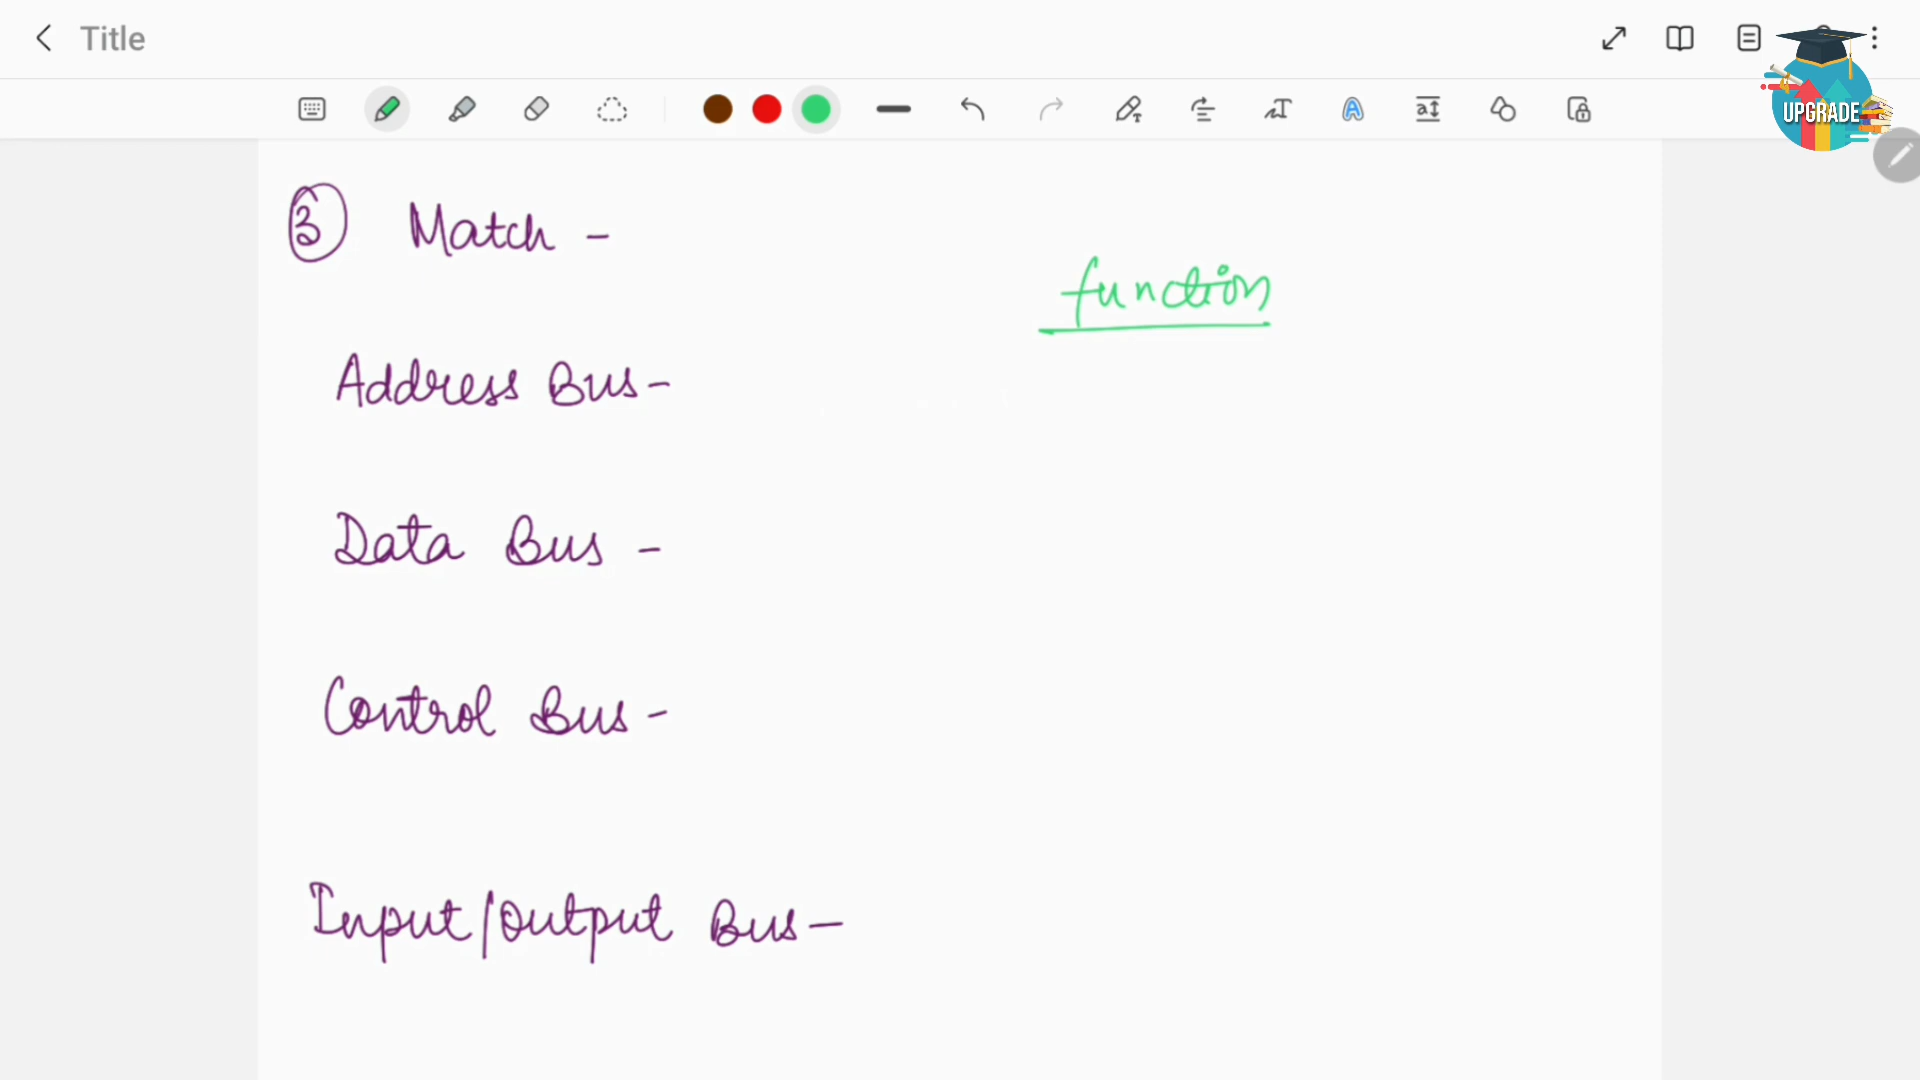 Title
UPGRADE
③ Match -
function
Address Bus -
Data Bus -
Control Bus -
Input/Output Bus -